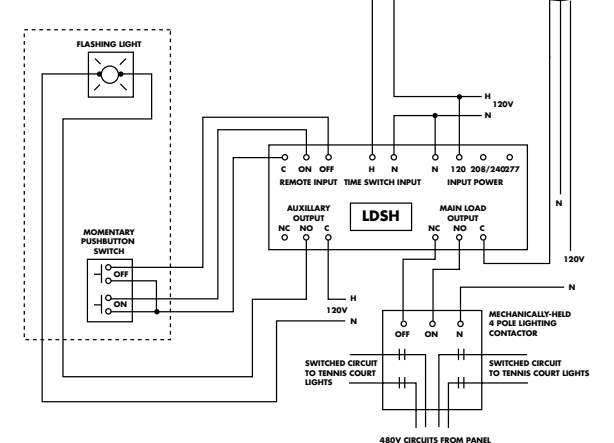 FLASHING LIGHT
H
120V
N
C ON OFF H N N 120 208/240 277
REMOTE INPUT TIME SWITCH INPUT INPUT POWER
AUXILLARY
OUTPUT
NC NO C
LDSH
MAIN LOAD
OUTPUT
NC NO C
N
120V
MOMENTARY
PUSHBUTTON
SWITCH
OFF
ON
H
120V
N
N
OFF ON N
MECHANICALLY-HELD
4 POLE LIGHTING
CONTACTOR
SWITCHED CIRCUIT
TO TENNIS COURT
LIGHTS
SWITCHED CIRCUIT
TO TENNIS COURT LIGHTS
480V CIRCUITS FROM PANEL